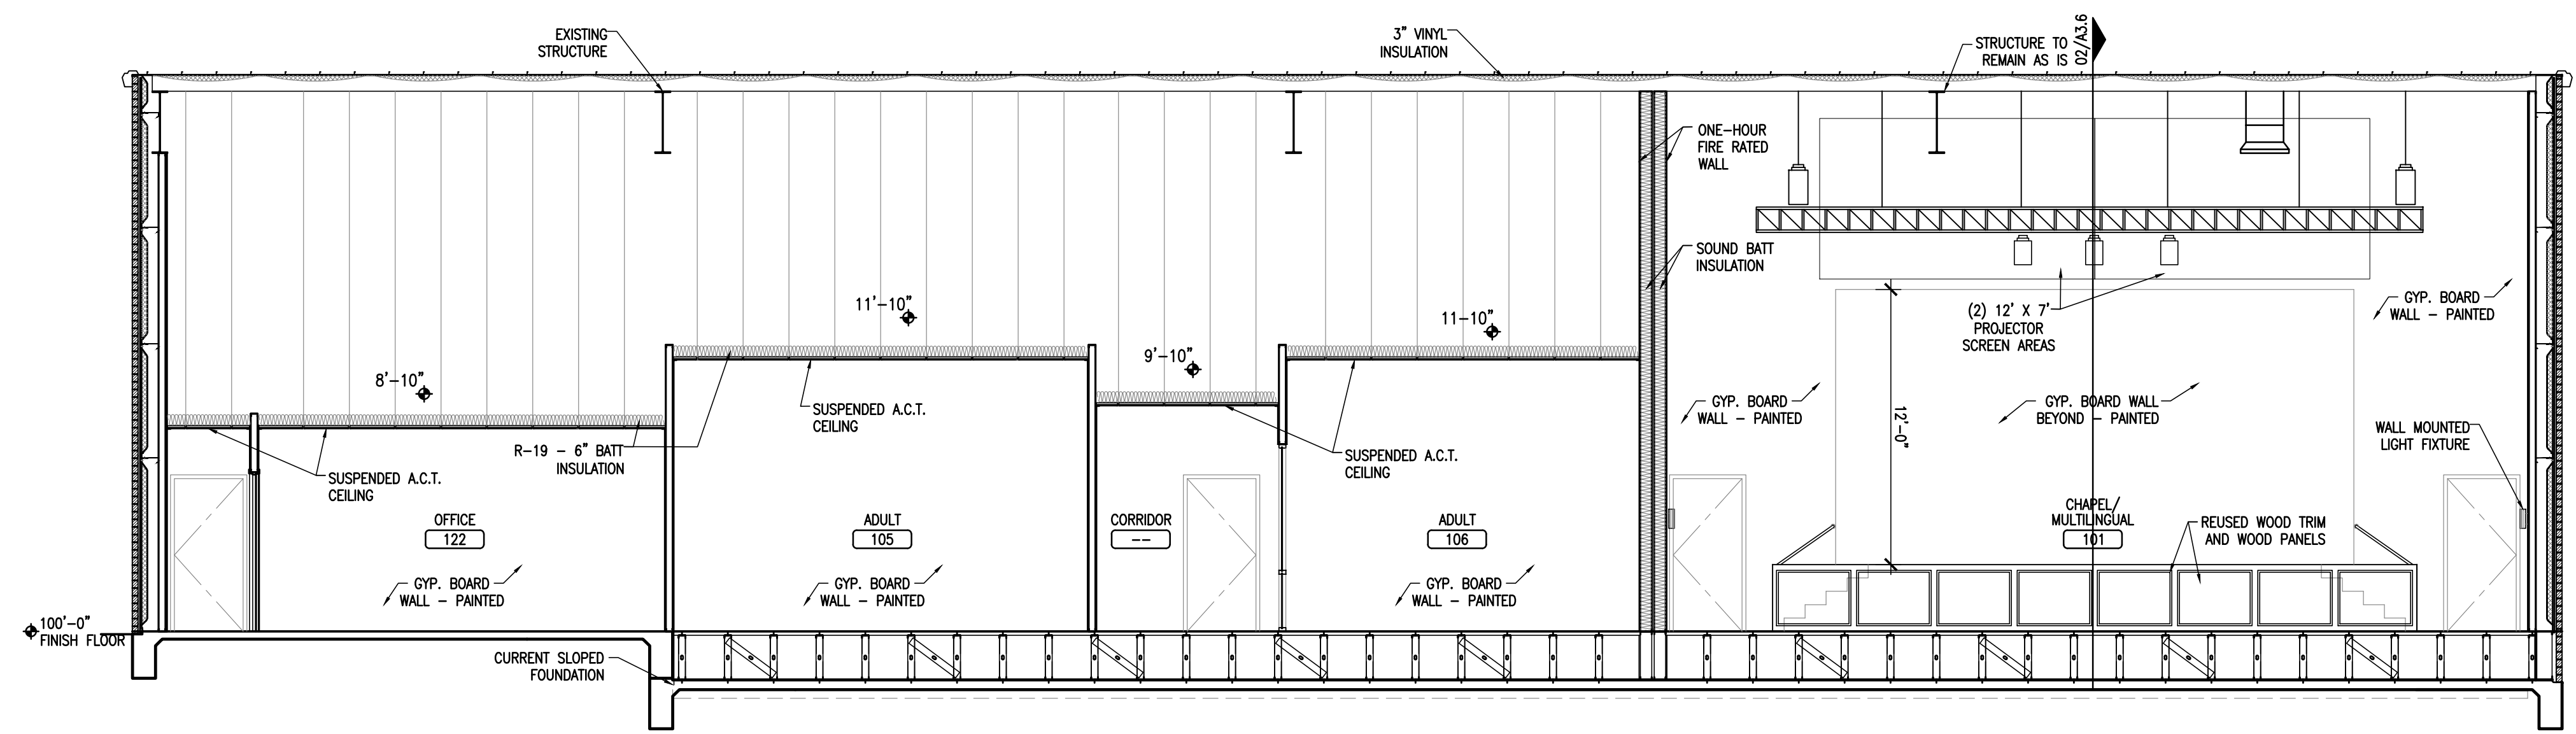 EXISTING
STRUCTURE
3" VINYL
INSULATION
STRUCTURE TO
REMAIN AS IS
02/A3.6
ONE-HOUR
FIRE RATED
WALL
SOUND BATT
INSULATION
(2) 12' X 7'
PROJECTOR
SCREEN AREAS
GYP. BOARD
WALL - PAINTED
11'-10"
11-10"
9'-10"
8'-10"
SUSPENDED A.C.T.
CEILING
GYP. BOARD
WALL - PAINTED
GYP. BOARD WALL
BEYOND - PAINTED
12'-0"
WALL MOUNTED
LIGHT FIXTURE
R-19 - 6" BATT
INSULATION
SUSPENDED A.C.T.
CEILING
SUSPENDED A.C.T.
CEILING
OFFICE
122
ADULT
105
CORRIDOR
--
ADULT
106
CHAPEL/
MULTILINGUAL
101
REUSED WOOD TRIM
AND WOOD PANELS
GYP. BOARD
WALL - PAINTED
GYP. BOARD
WALL - PAINTED
GYP. BOARD
WALL - PAINTED
100'-0"
FINISH FLOOR
CURRENT SLOPED
FOUNDATION